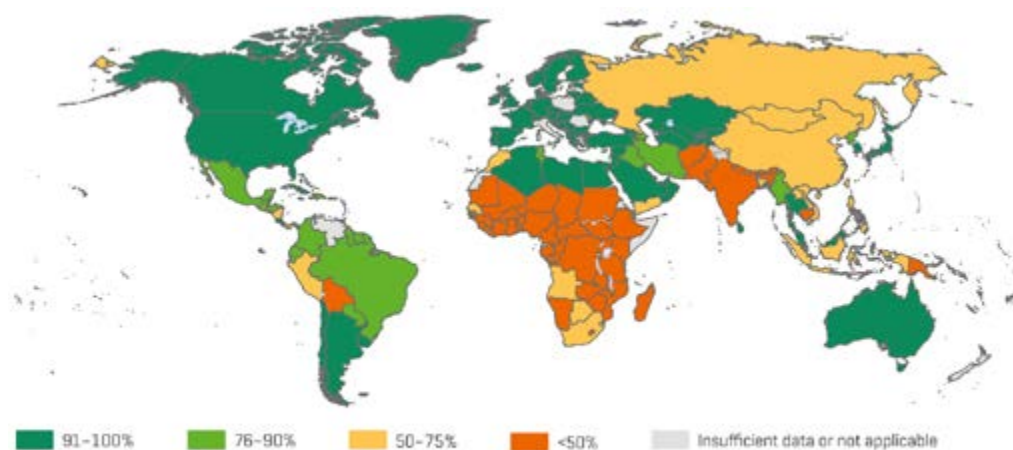 91–100% 76–90% 50–75% <50% Insufficient data or not applicable